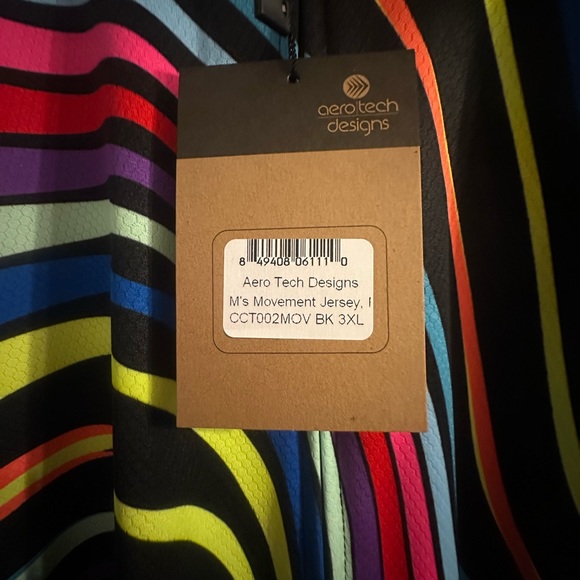 aero|tech
designs
8 49408 06111 0
Aero Tech Designs
M's Movement Jersey,
CCT002MOV BK 3XL